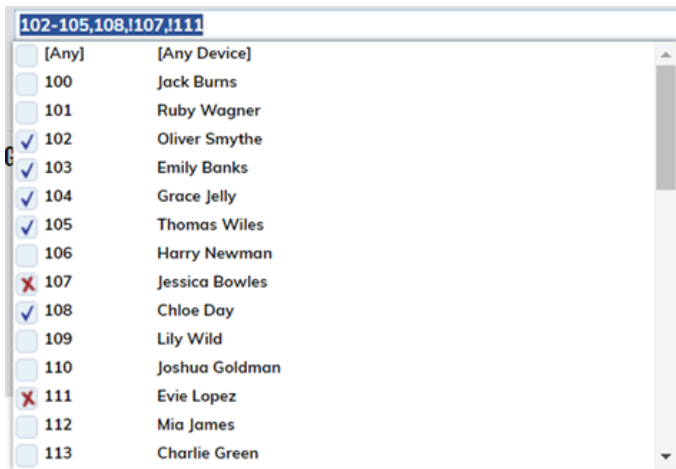 102-105,108,!107,!111
[Any] [Any Device]
100 Jack Burns
101 Ruby Wagner
102 Oliver Smythe
103 Emily Banks
104 Grace Jelly
105 Thomas Wiles
106 Harry Newman
107 Jessica Bowles
108 Chloe Day
109 Lily Wild
110 Joshua Goldman
111 Evie Lopez
112 Mia James
113 Charlie Green